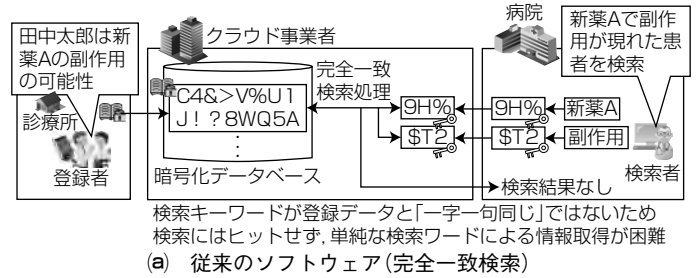 田中太郎は新
薬Aの副作用
の可能性
診療所
登録者
クラウド事業者
C4&>V%U1
J!?8WQ5A
暗号化データベース
完全一致
検索処理
9H%
$T2
病院
9H%
$T2
新薬A
副作用
新薬Aで副作
用が現れた患
者を検索
検索者
検索結果なし
検索キーワードが登録データと「一字一句同じ」ではないため
検索にはヒットせず,単純な検索ワードによる情報取得が困難
(a) 従来のソフトウェア(完全一致検索)